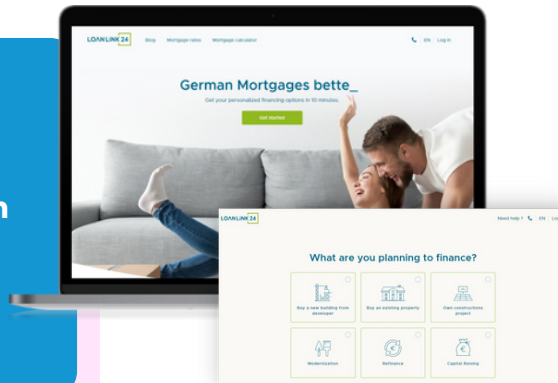 LOANLINK 24 Blog Mortgage rates Mortgage calculator EN Log in
German Mortgages bette_
Get your personalized financing options in 10 minutes.
Get started
n
LOANLINK 24 Need help? EN Lo
What are you planning to finance?
Buy a new building from developer
Buy an existing property
Own constructions project
Modernization
Refinance
Capital Raising